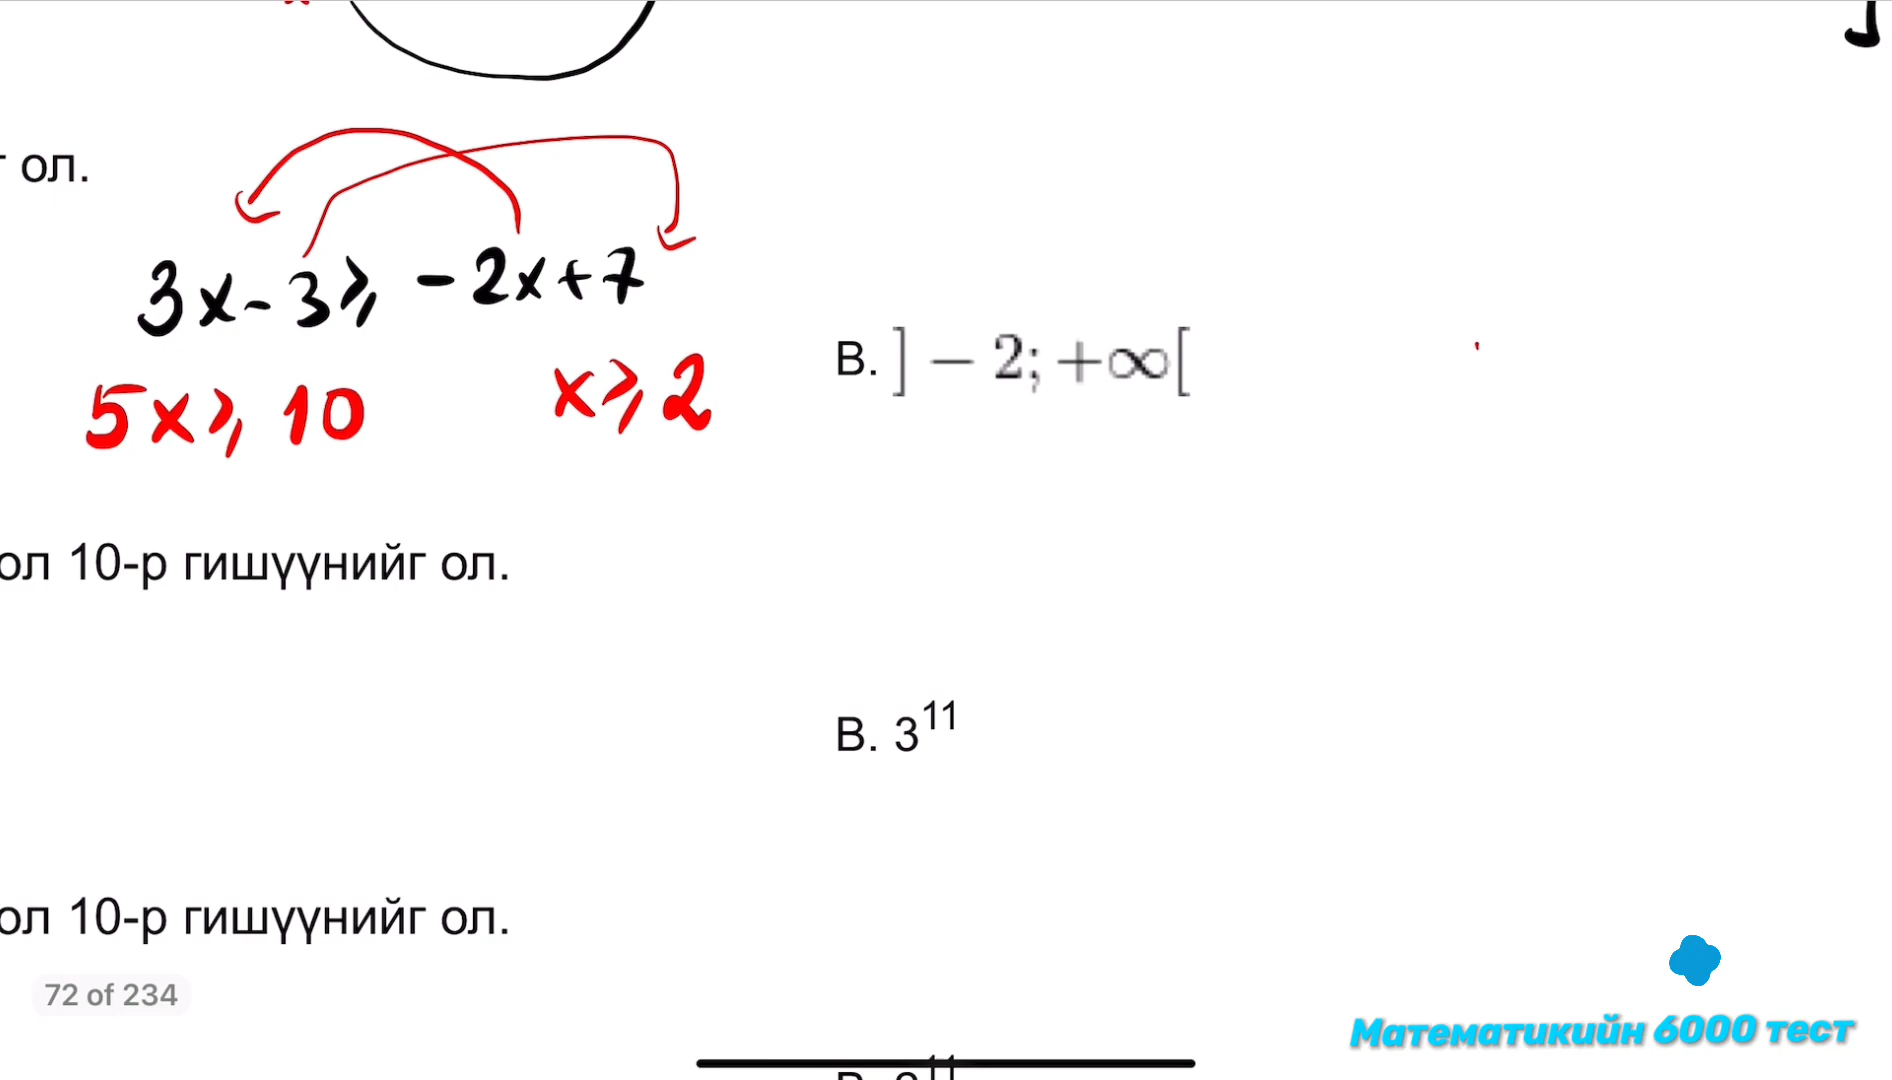 ол.
3x-3⩾-2x+7
B. ]−2;+∞[
5x⩾10 x⩾2
ол 10-р гишүүнийг ол.
B. 3^11
ол 10-р гишүүнийг ол.
72 of 234
Математикийн 6000 тест